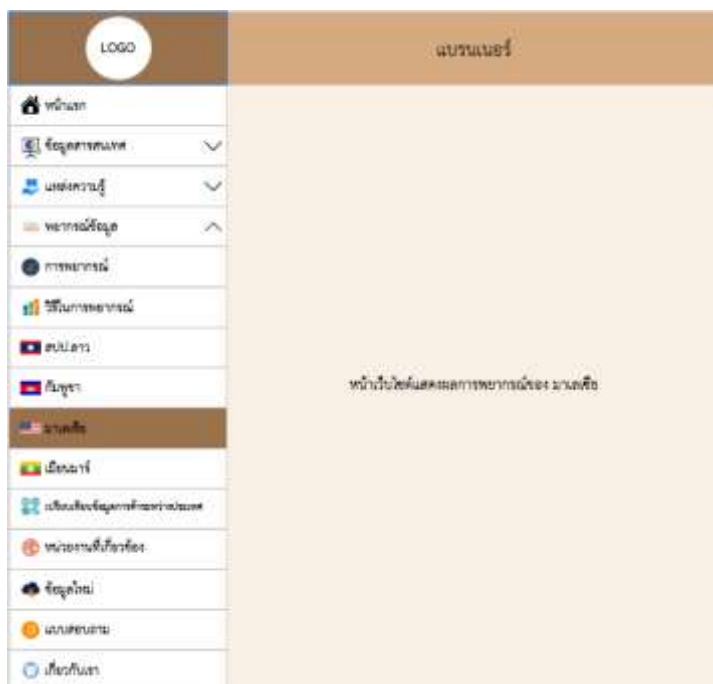 LOGO
แบรนเนอร์
หน้าแรก
ข้อมูลสารสนเทศ
แหล่งความรู้
พยากรณ์ข้อมูล
การพยากรณ์
วิธีในการพยากรณ์
สปป.ลาว
กัมพูชา
หน้าเว็บไซต์แสดงผลการพยากรณ์ของ มาเลเซีย
มาเลเซีย
เมียนมาร์
เปรียบเทียบข้อมูลการค้าระหว่างประเทศ
หน่วยงานที่เกี่ยวข้อง
ข้อมูลใหม่
แบบสอบถาม
เกี่ยวกับเรา